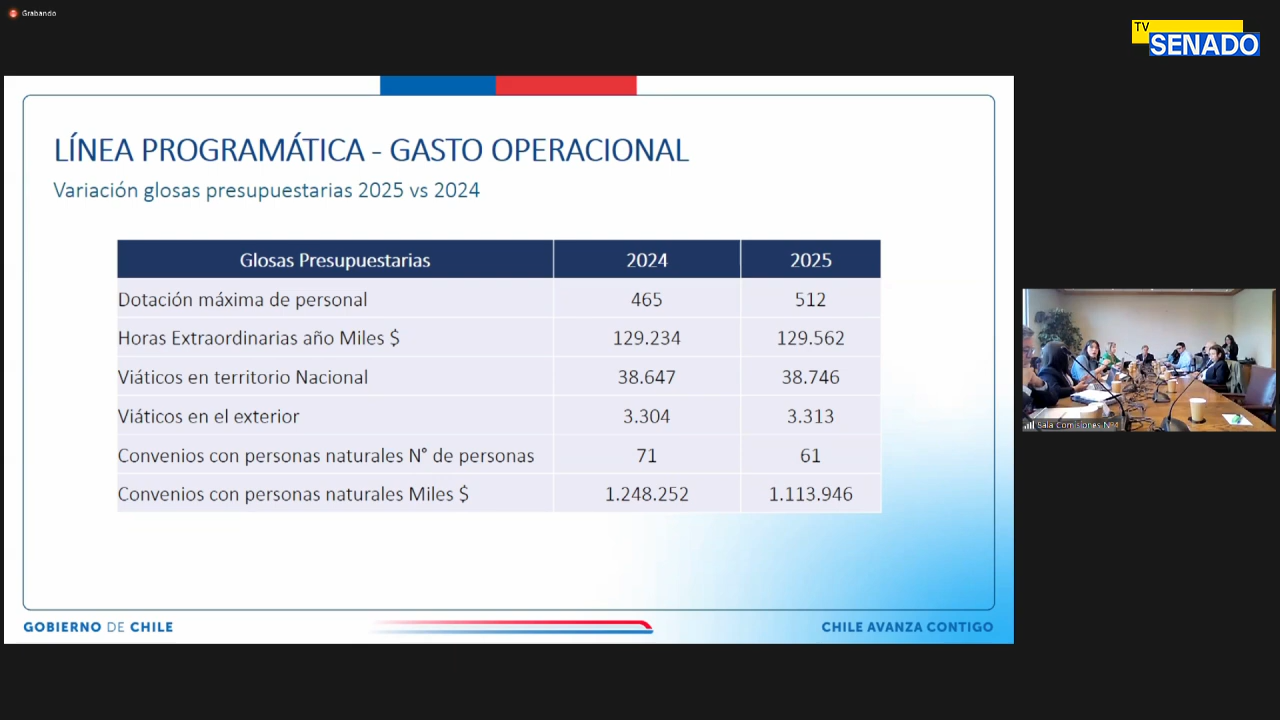 Grabando
TV
SENADO
LÍNEA PROGRAMÁTICA - GASTO OPERACIONAL
Variación glosas presupuestarias 2025 vs 2024
Glosas Presupuestarias 2024 2025
Dotación máxima de personal 465 512
Horas Extraordinarias año Miles $ 129.234 129.562
Viáticos en territorio Nacional 38.647 38.746
Viáticos en el exterior 3.304 3.313
Convenios con personas naturales N° de personas 71 61
Convenios con personas naturales Miles $ 1.248.252 1.113.946
Sala Comisiones N°4
GOBIERNO DE CHILE
CHILE AVANZA CONTIGO